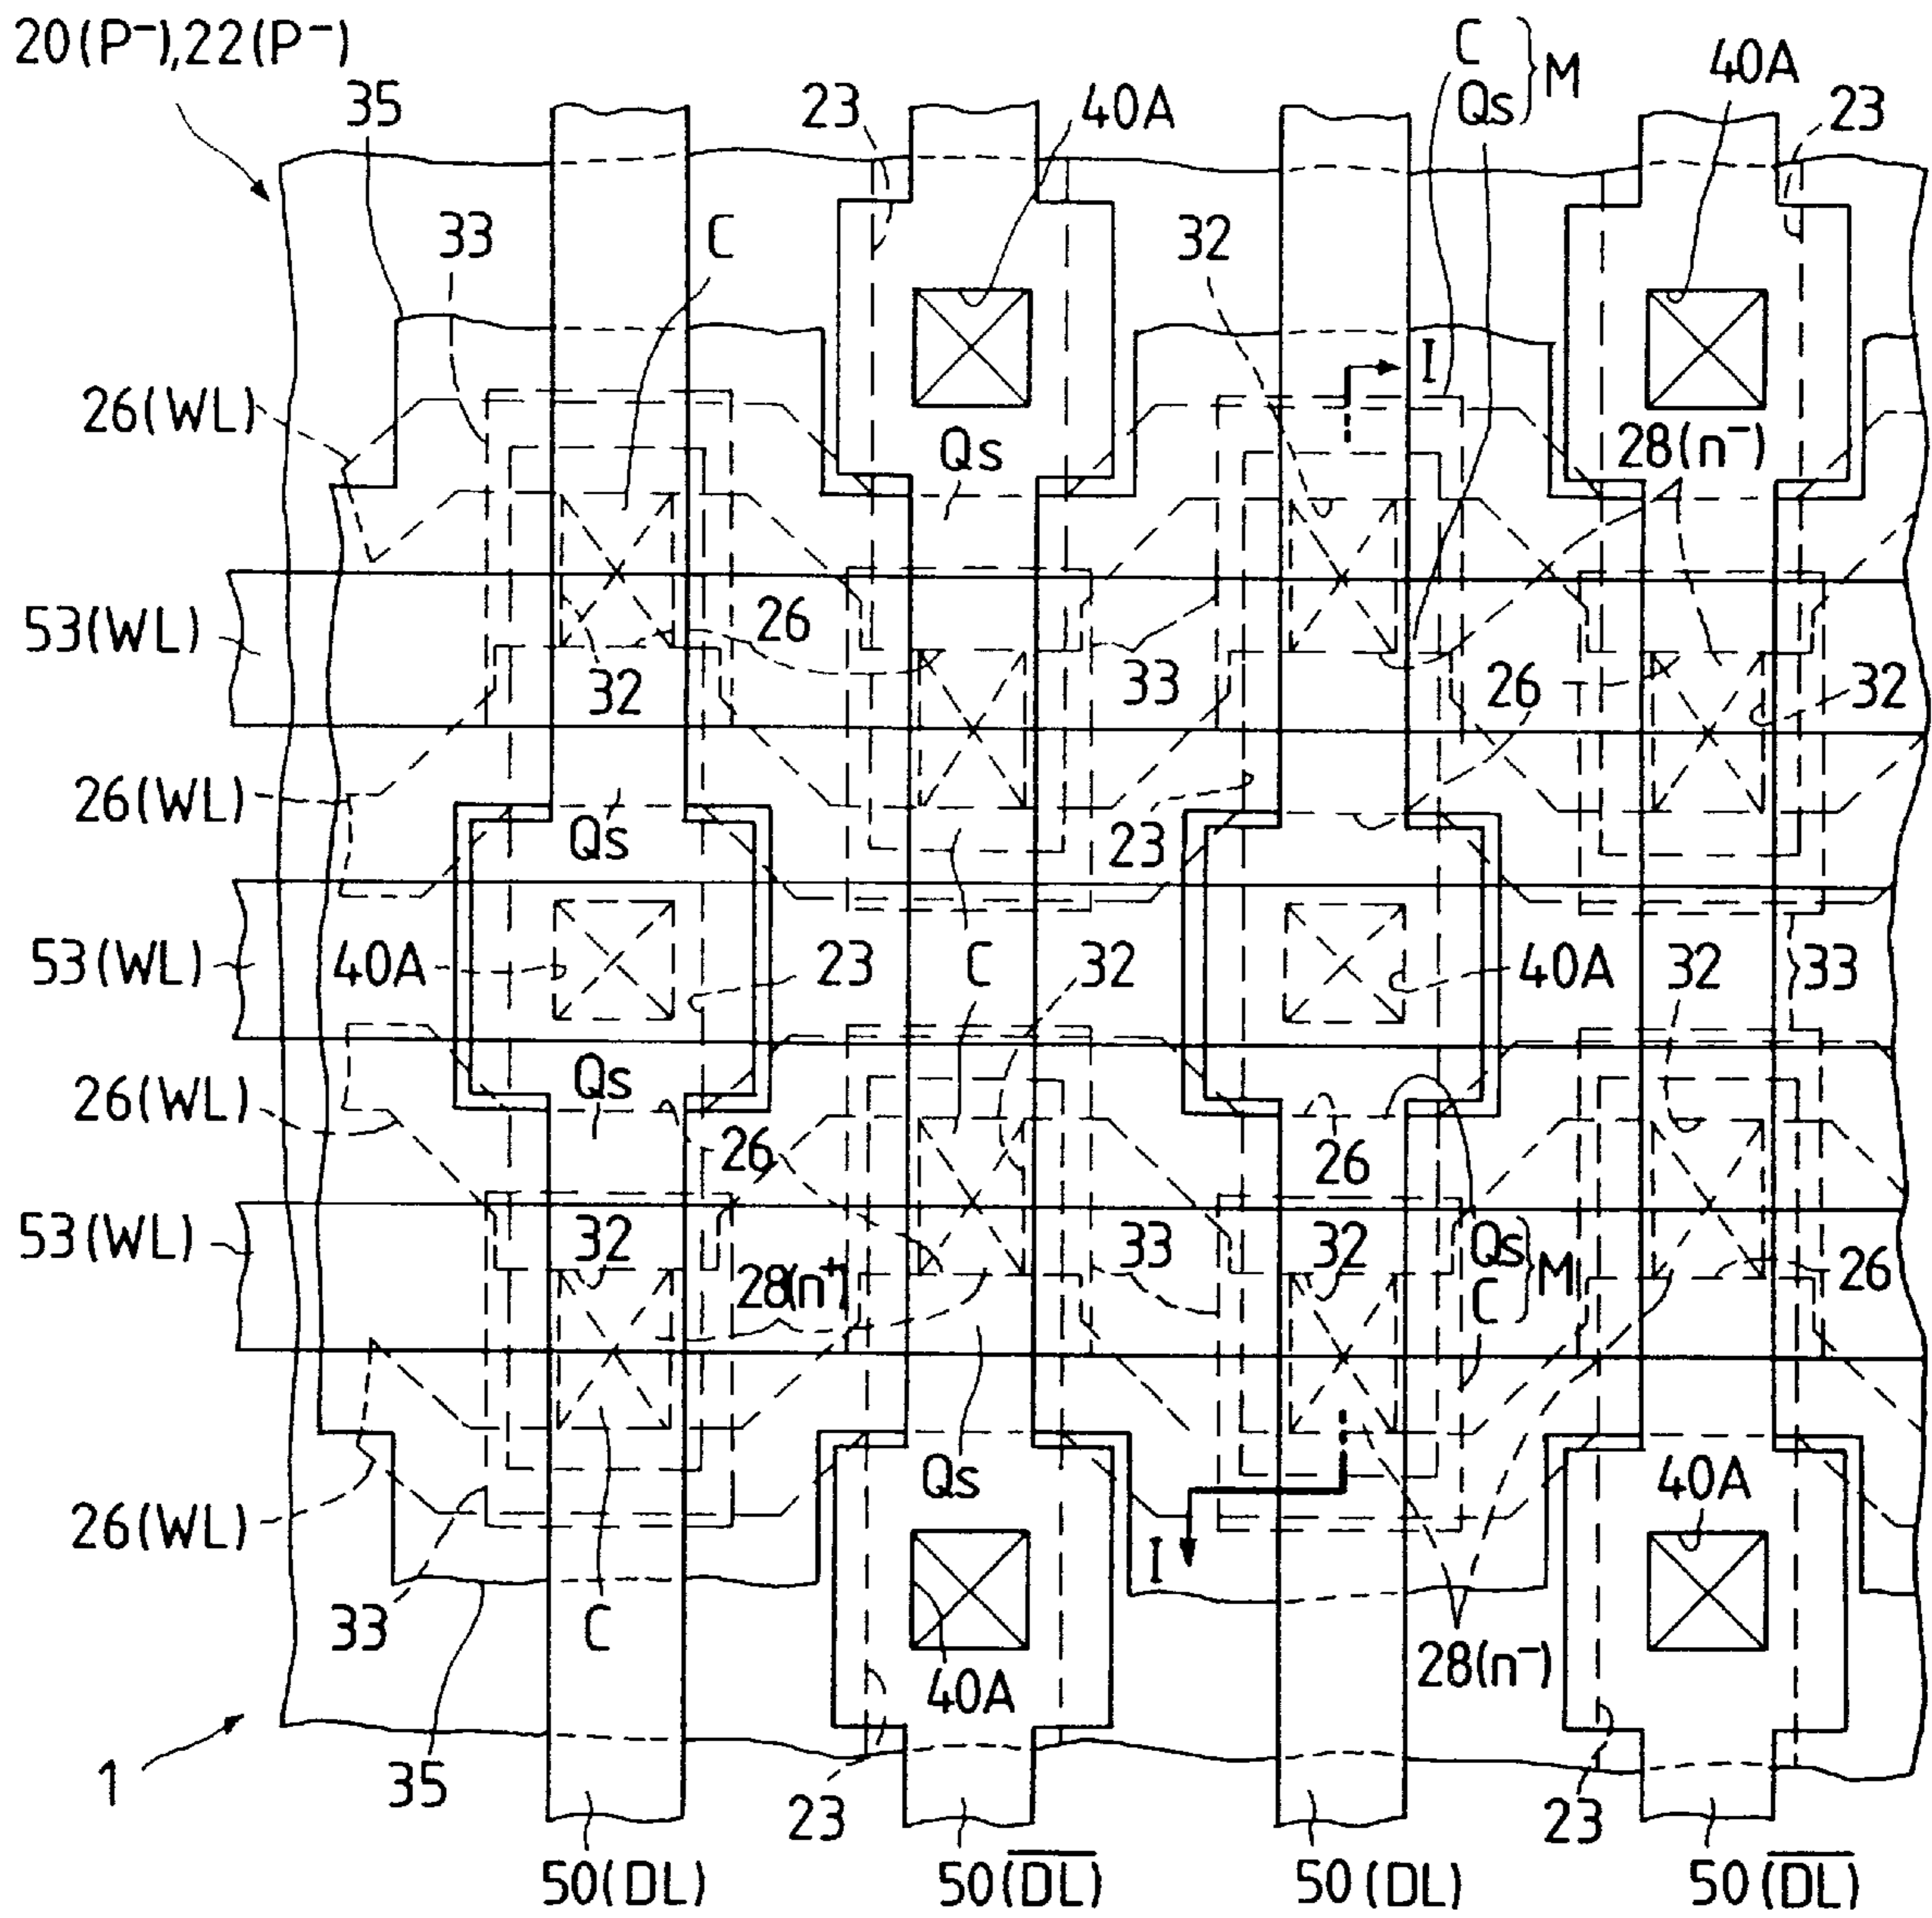 20(P⁻),22(P⁻)
C
Qs }M
40A
35
23
40A
23
33
C
32
I
26(WL)
Qs
28(n⁻)
53(WL)
26
32
33
26
32
26(WL)
Qs
23
53(WL)
40A
23
C
32
40A
32
33
Qs
26(WL)
26
26
53(WL)
32
28(n⁺)
33
32
Qs
C }M
26
Qs
40A
26(WL)
I
33
C
28(n⁻)
40A
1
35
23
23
50(DL)
50(D̅L̅)
50(DL)
50(D̅L̅)